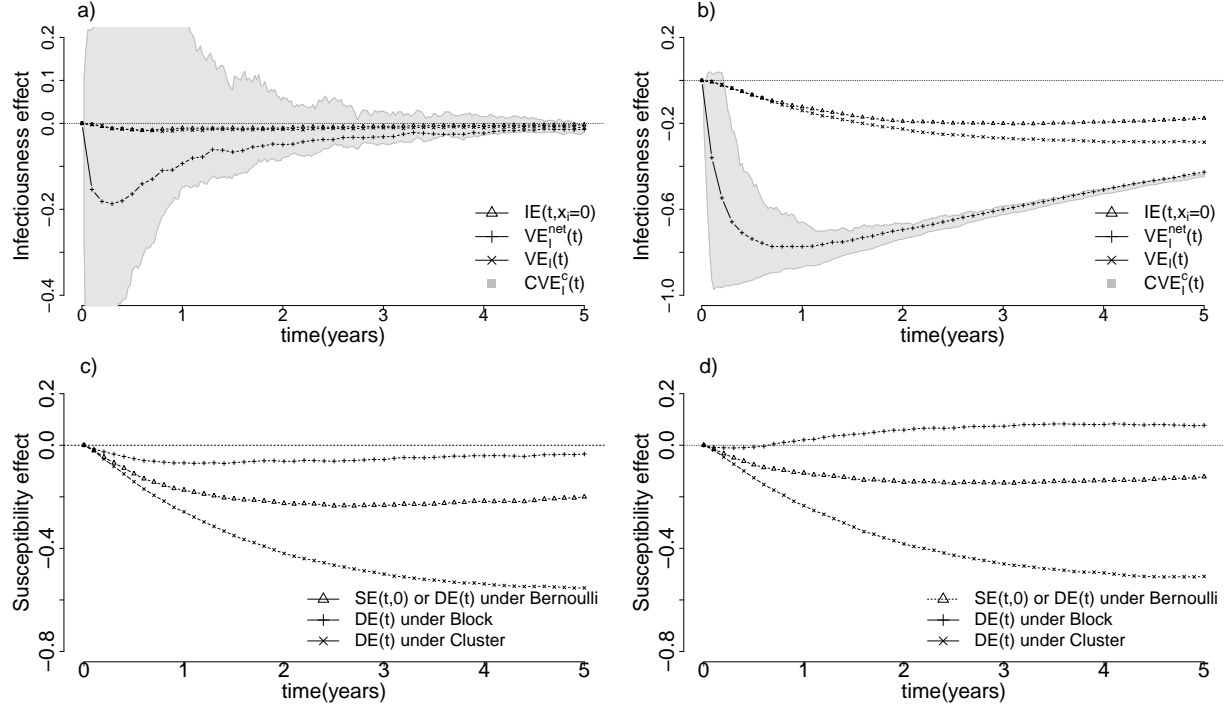 a)
Infectiousness effect
0.2
0.1
0.0
−0.2
−0.4
IE(t,xᵢ=0)
VEᵢⁿᵉᵗ(t)
VEᵢ(t)
CVEᵢᶜ(t)
0 1 2 3 4 5
time(years)
b)
Infectiousness effect
0.2
−0.2
−0.6
−1.0
IE(t,xᵢ=0)
VEᵢⁿᵉᵗ(t)
VEᵢ(t)
CVEᵢᶜ(t)
0 1 2 3 4 5
time(years)
c)
Susceptibility effect
0.2
0.0
−0.4
−0.8
SE(t,0) or DE(t) under Bernoulli
DE(t) under Block
DE(t) under Cluster
0 1 2 3 4 5
time(years)
d)
Susceptibility effect
0.2
0.0
−0.4
−0.8
SE(t,0) or DE(t) under Bernoulli
DE(t) under Block
DE(t) under Cluster
0 1 2 3 4 5
time(years)